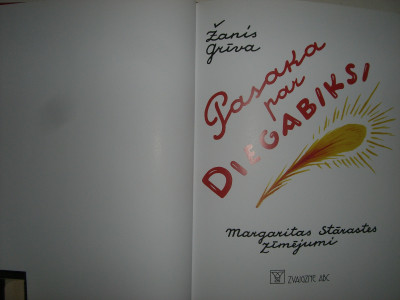 Žanis
Grīva
Pasaka
par
DIEGABIKSI
Margaritas Stārastes
zīmējumi
ZVAIGZNE ABC